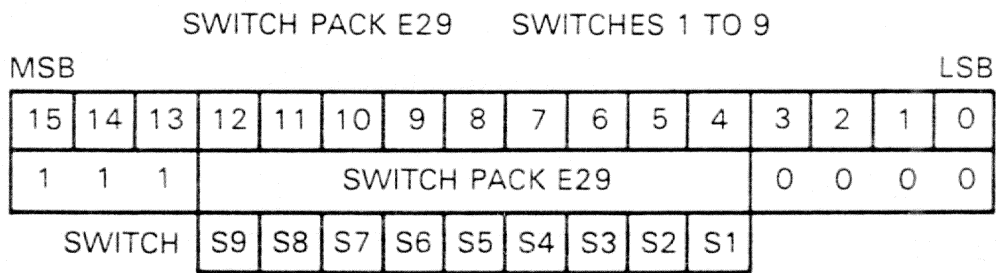 SWITCH PACK E29 SWITCHES 1 TO 9
MSB LSB
15 14 13 12 11 10 9 8 7 6 5 4 3 2 1 0
1 1 1 SWITCH PACK E29 0 0 0 0
SWITCH S9 S8 S7 S6 S5 S4 S3 S2 S1